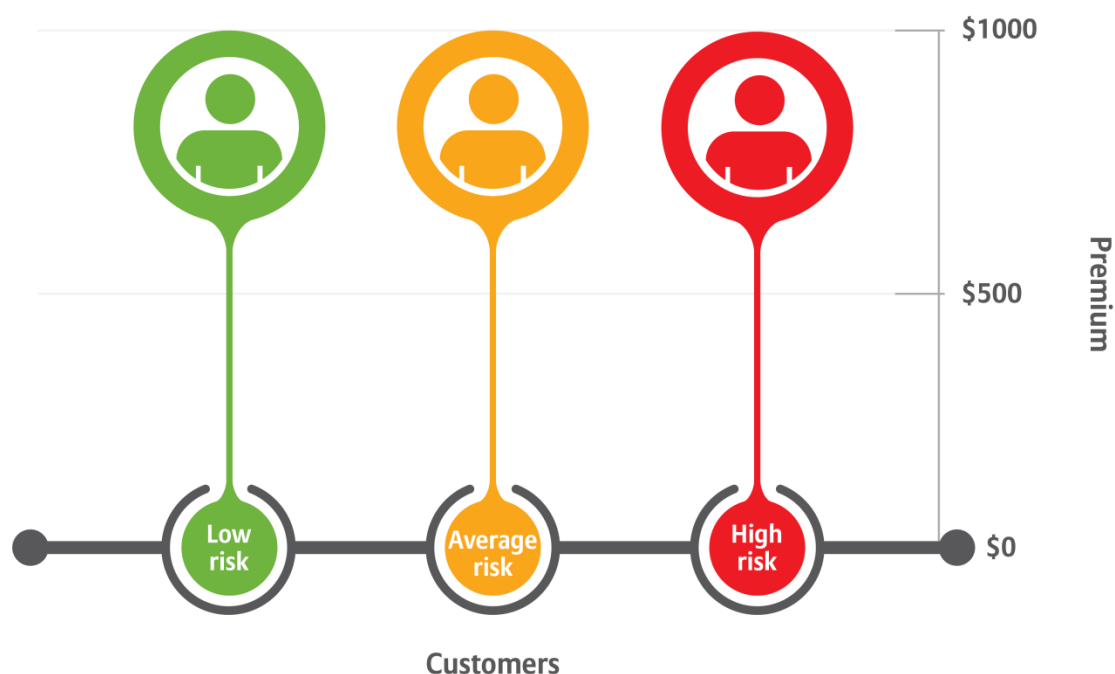 $1000
$500
Premium
Low
risk
Average
risk
High
risk
$0
Customers